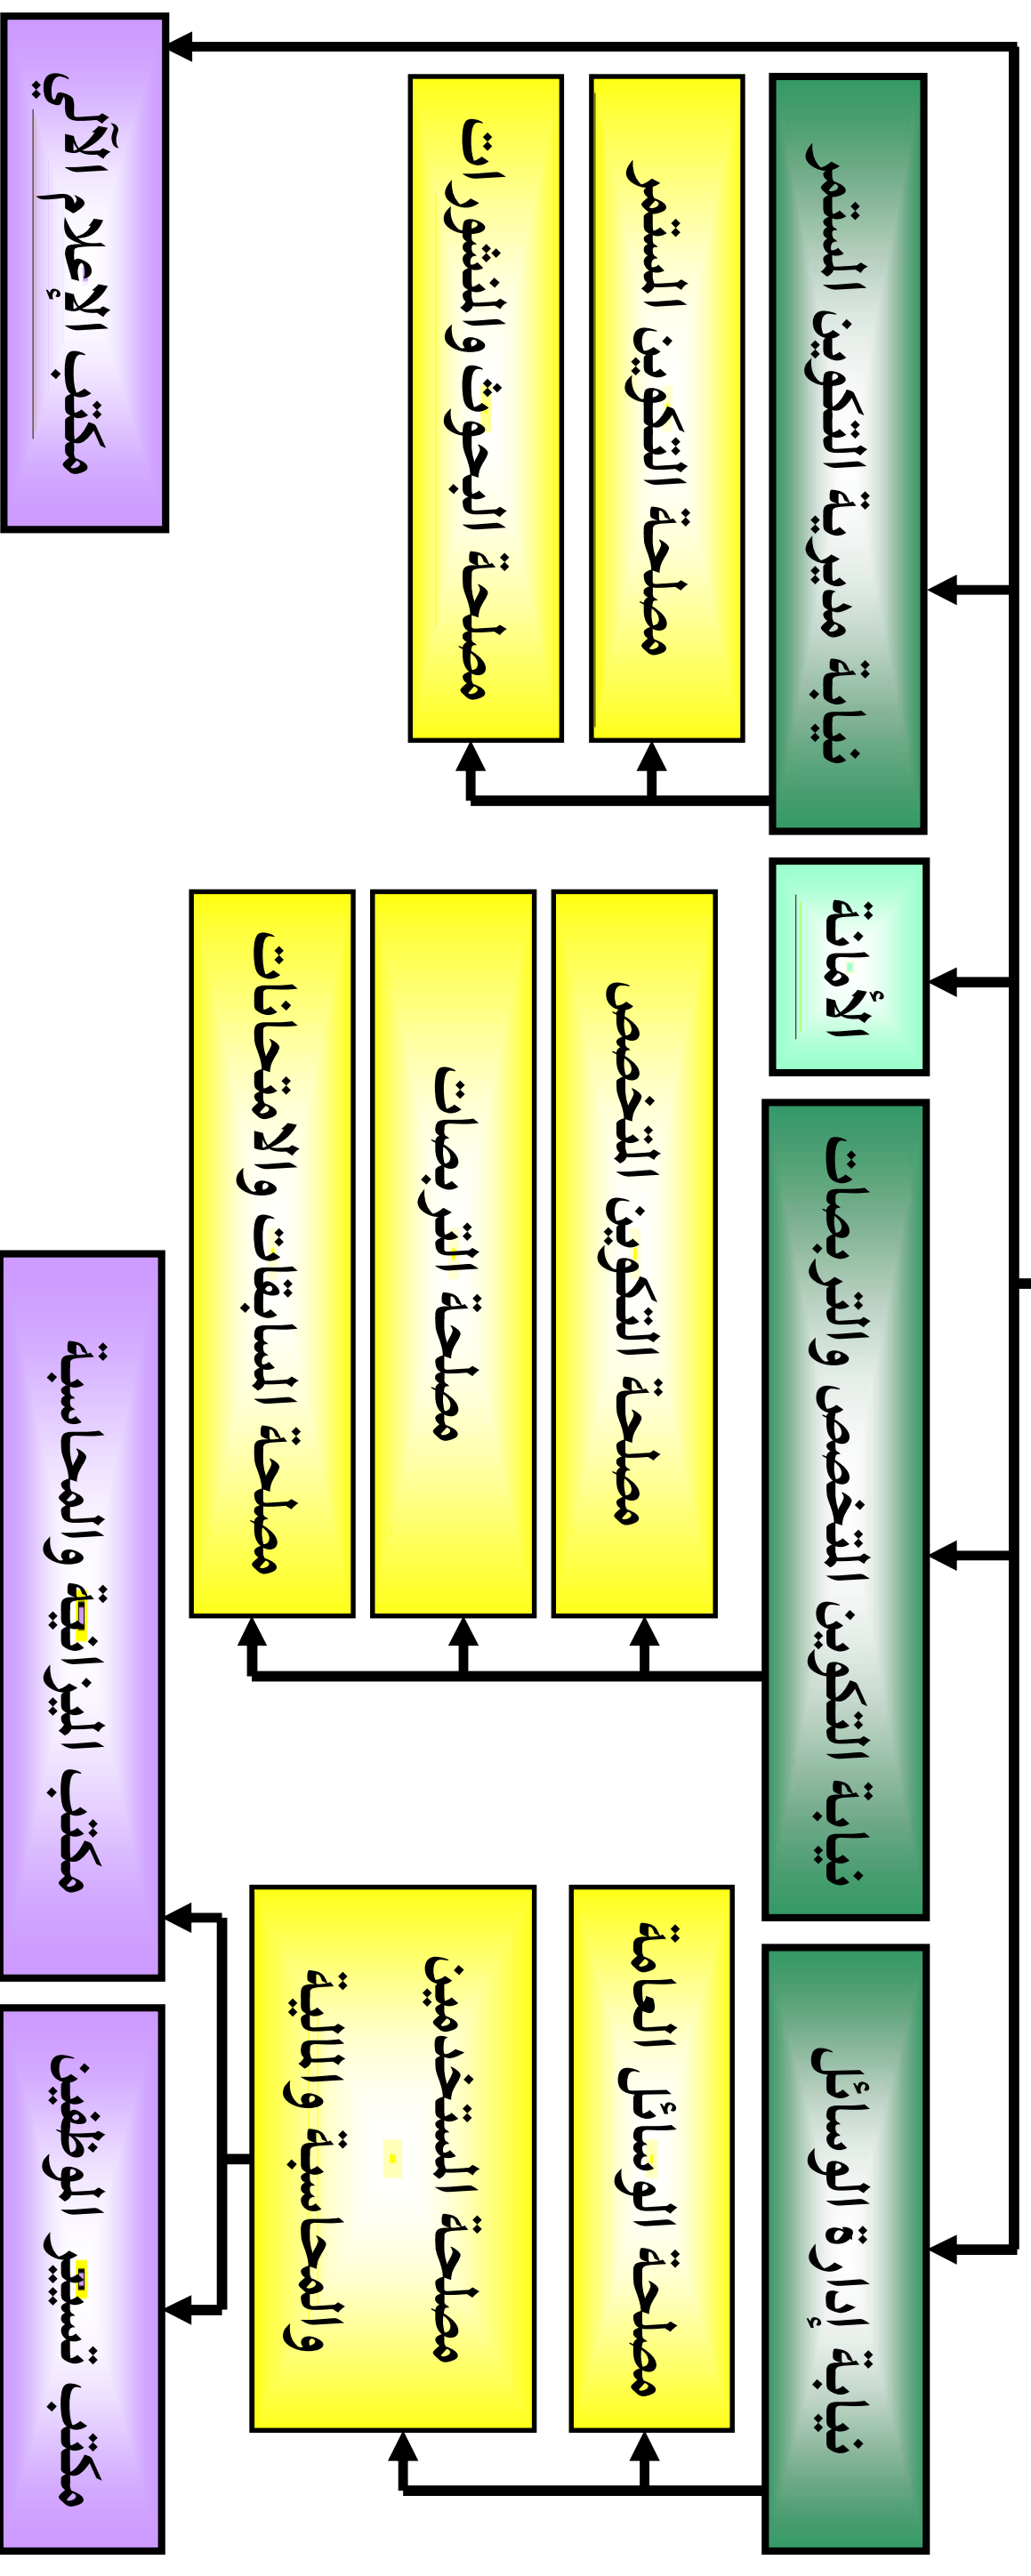 نيابة إدارة الوسائل
نيابة التكوين المتخصص والتربصات
الأمانة
نيابة مديرية التكوين المستمر
مصلحة الوسائل العامة
مصلحة المستخدمين
والمحاسبة والمالية
مصلحة التكوين المتخصص
مصلحة التربصات
مصلحة المسابقات والامتحانات
مصلحة التكوين المستمر
مصلحة البحوث والمنشورات
مكتب تسيير الموظفين
مكتب الميزانية والمحاسبة
مكتب الإعلام الآلي